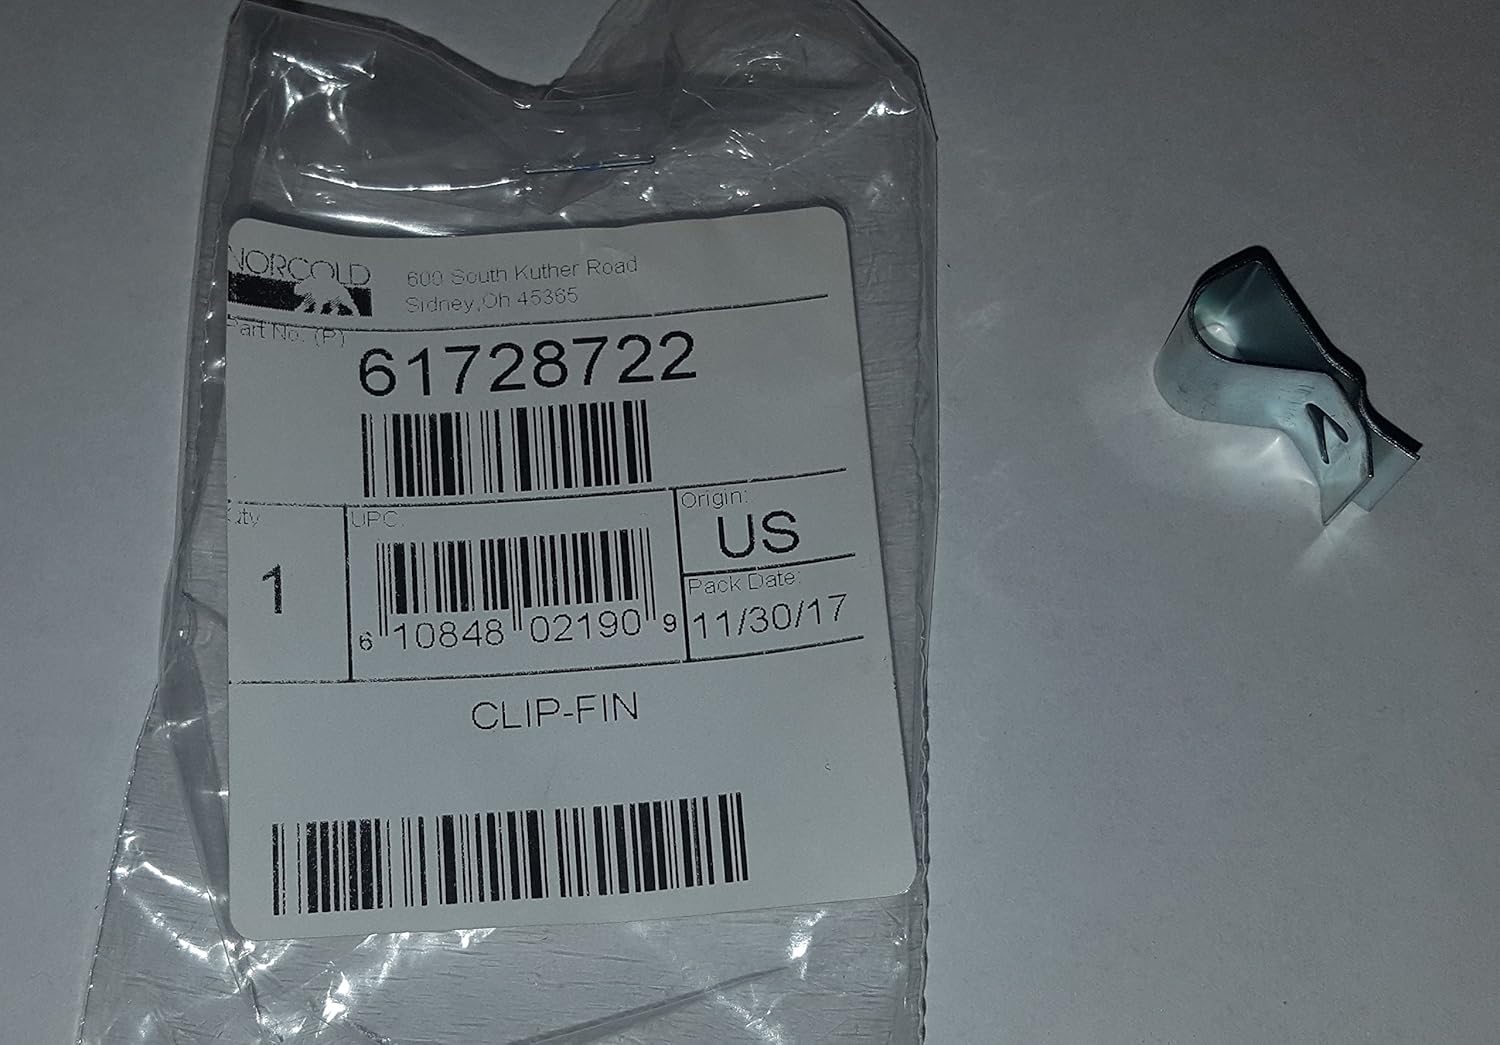 NORCOLD
600 South Kuther Road
Sidney,Oh 45365
Part No. (P)
61728722
Qty
1
UPC:
6 10848 02190 9
Origin:
US
Pack Date:
11/30/17
CLIP-FIN